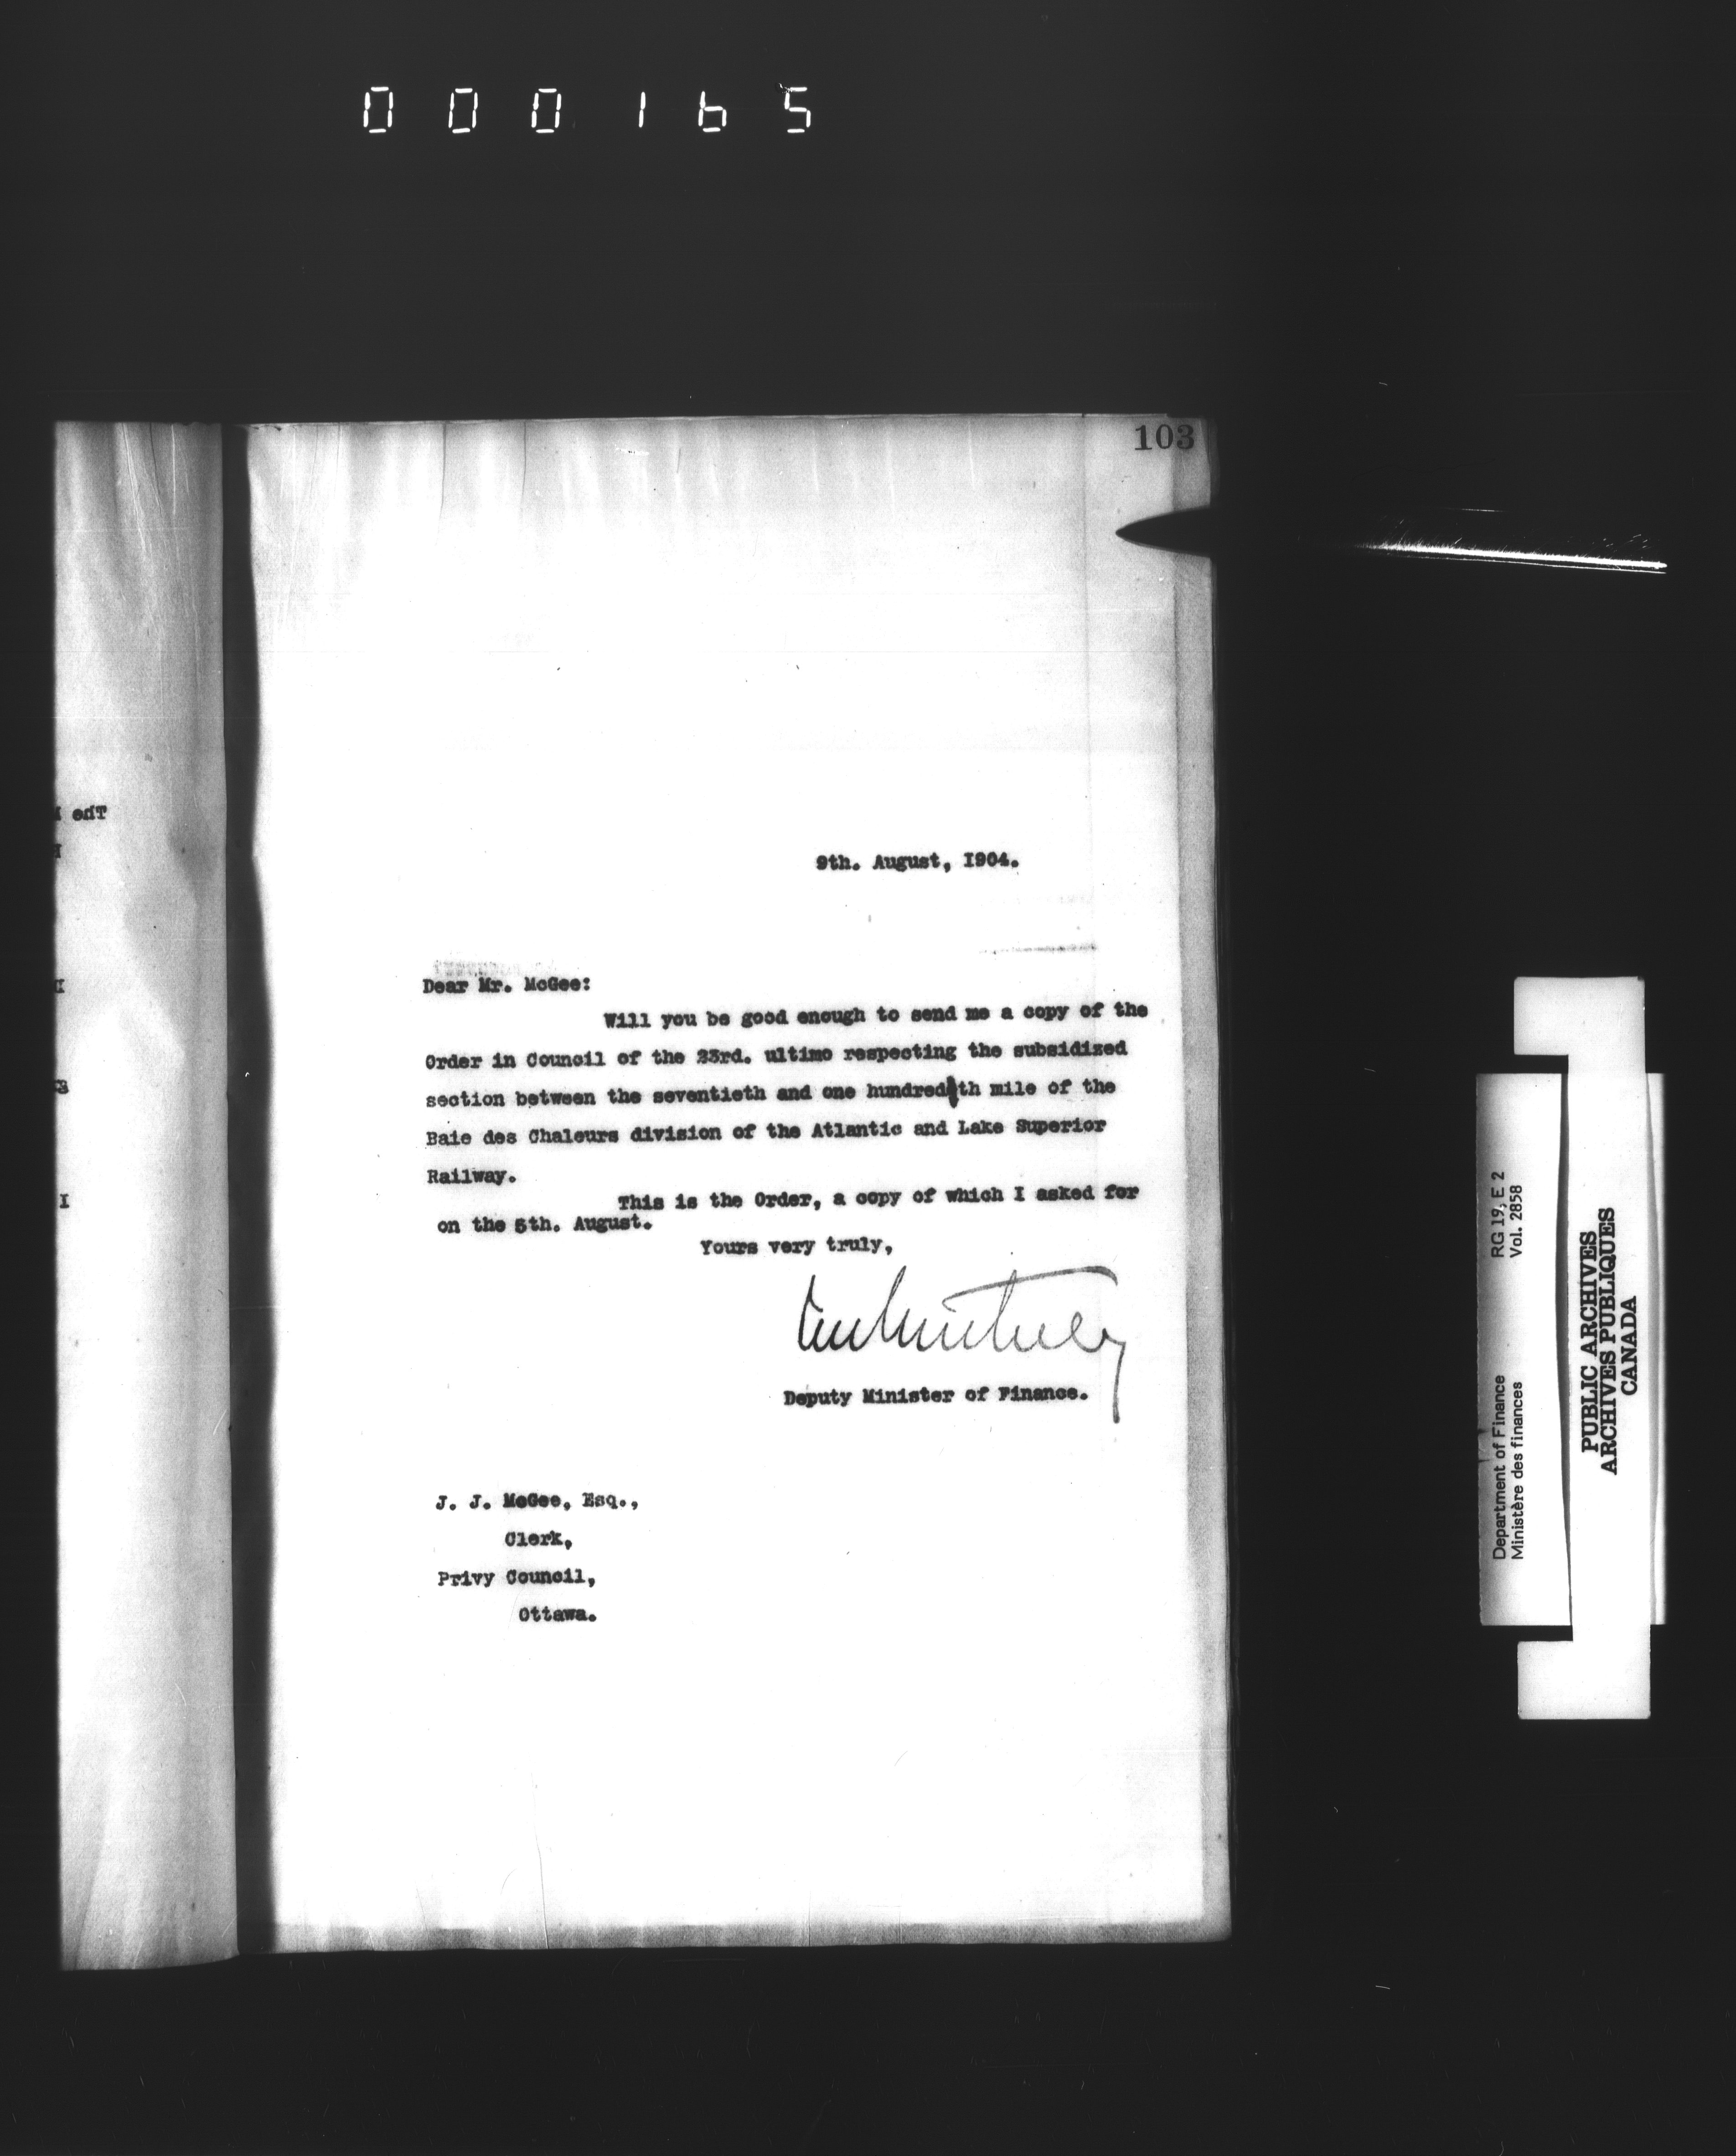 000165
103
9th. August, I904.
Dear Mr. McGee:
Will you be good enough to send me a copy of the
Order in Council of the 23rd. ultimo respecting the subsidized
section between the seventieth and one hundredth mile of the
Baie des Chaleurs division of the Atlantic and Lake Superior
Railway.
This is the Order, a copy of which I asked for
on the 5th. August.
Yours very truly,
Deputy Minister of Finance.
J. J. McGee, Esq.,
Clerk,
Privy Council,
Ottawa.
Department of Finance RG 19, E 2
Ministère des finances Vol. 2858
PUBLIC ARCHIVES
ARCHIVES PUBLIQUES
CANADA